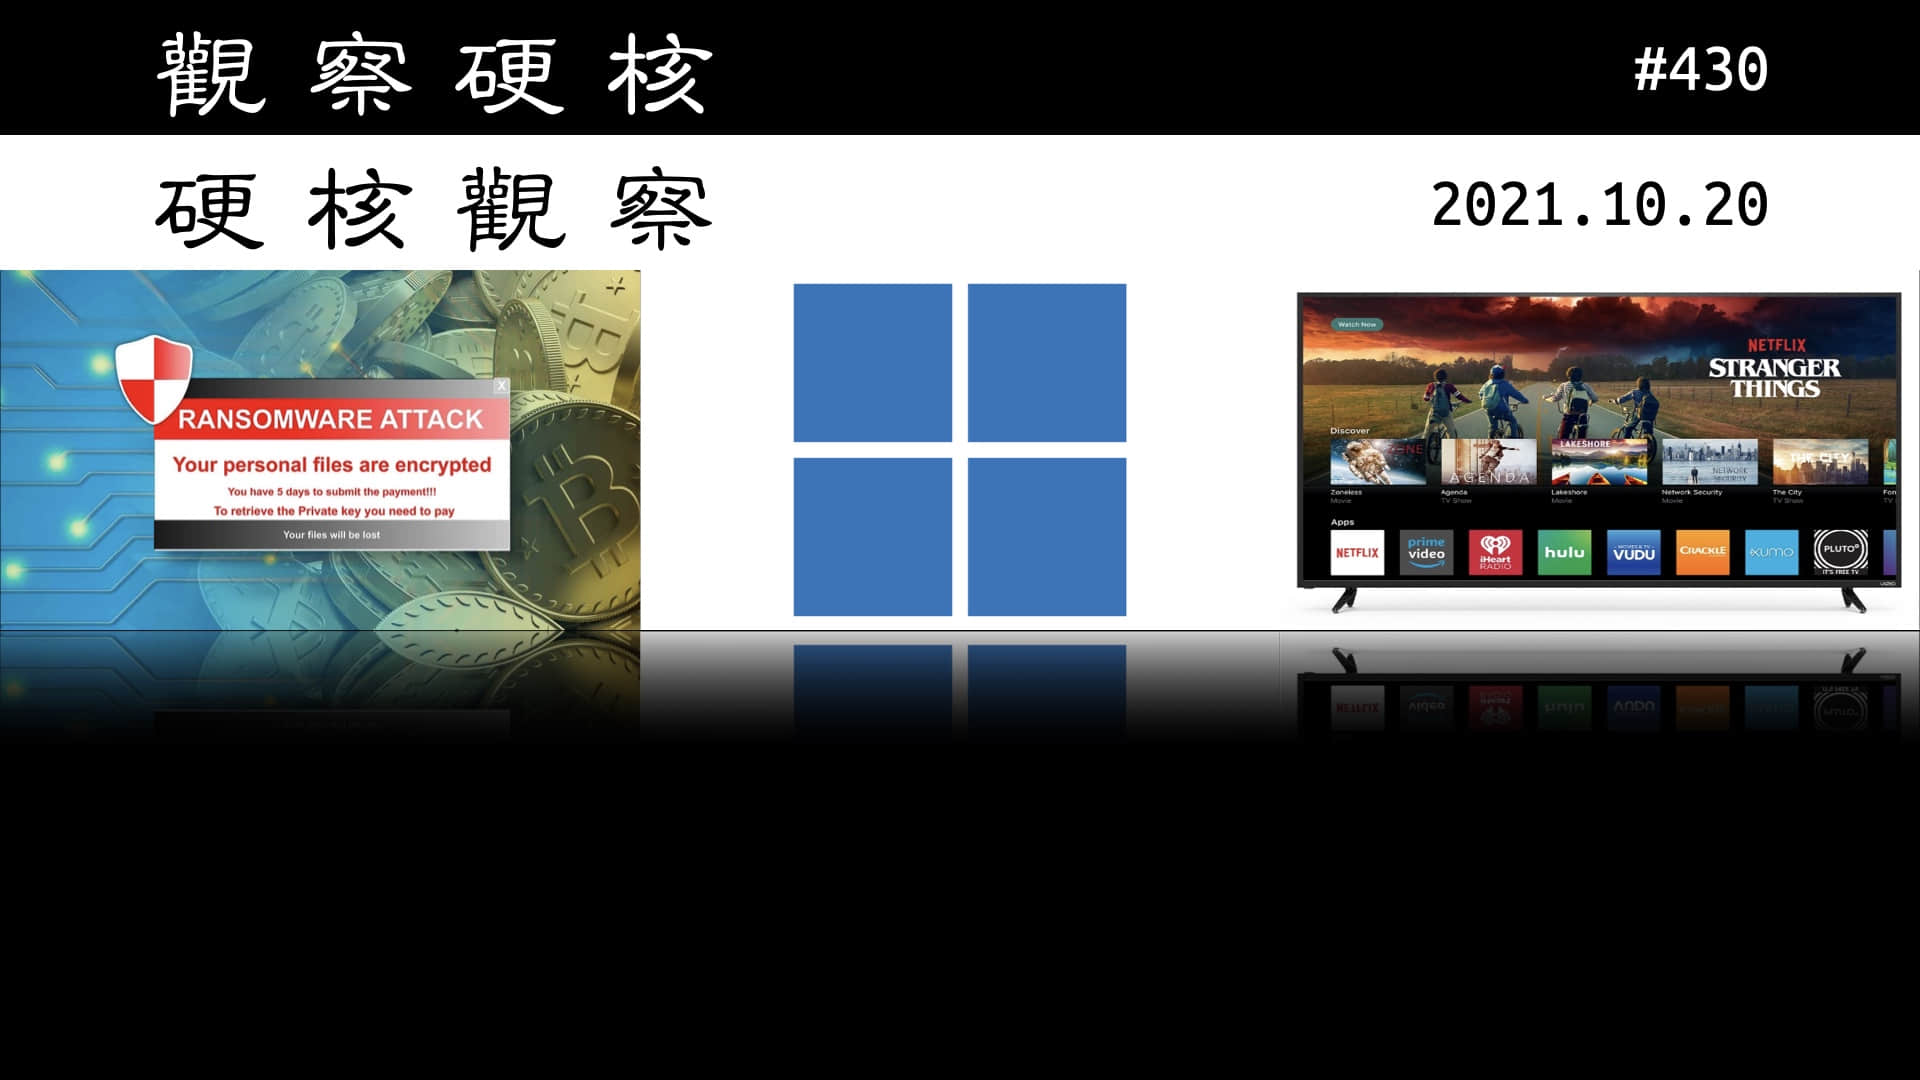 觀察硬核
#430
硬核觀察
2021.10.20
X
RANSOMWARE ATTACK
Your personal files are encrypted
You have 5 days to submit the payment!!!
To retrieve the Private key you need to pay
Your files will be lost
Watch Now
NETFLIX
STRANGER
THINGS
Discover
AGENDA
LAKESHORE
NETWORK
SECURITY
THE CITY
Zoneless
Movie
Agenda
TV Show
Lakeshore
Movie
Network Security
Movie
The City
TV Show
Apps
NETFLIX
prime
video
iHeart
RADIO
hulu
MOVIES & TV
VUDU
CRACKLE
XUMO
PLUTO
IT'S FREE TV
VIZIO